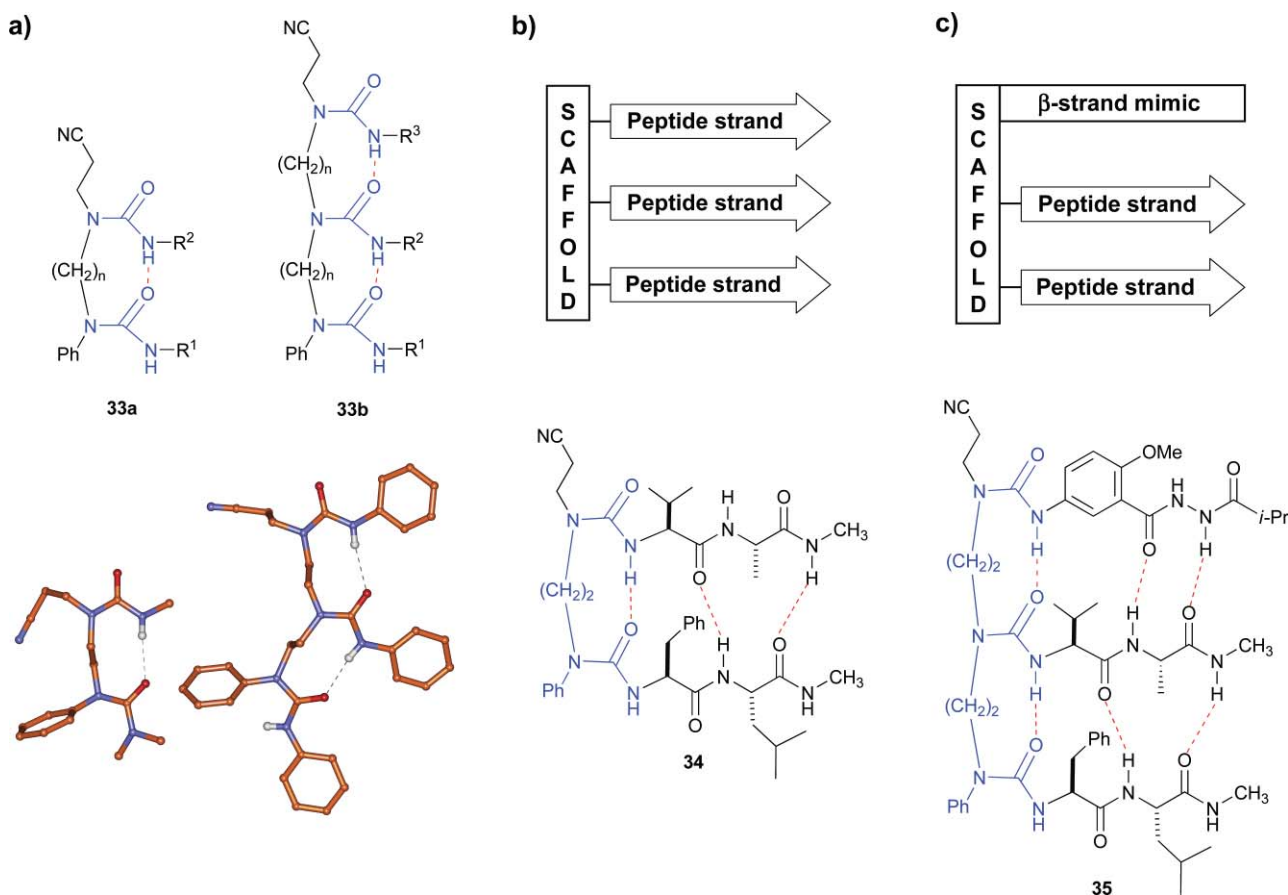 a)
NC
O
N
N–R²
H
(CH₂)n
O
N
Ph
N–R¹
H
33a
NC
O
N
N–R³
H
(CH₂)n
O
N
N–R²
H
(CH₂)n
O
N
Ph
N–R¹
H
33b
b)
SCAFFOLD
Peptide strand
Peptide strand
Peptide strand
NC
O
N
N
H
H
N
O
O
N
CH₃
H
(CH₂)₂
O
Ph
N
Ph
N
H
O
H
N
O
N
CH₃
H
34
c)
SCAFFOLD
β-strand mimic
Peptide strand
Peptide strand
NC
O
N
N
H
OMe
O
H
N
N
H
O
i-Pr
(CH₂)₂
O
N
N
H
O
H
N
O
N
CH₃
H
(CH₂)₂
O
N
Ph
Ph
N
H
O
H
N
O
N
CH₃
H
35